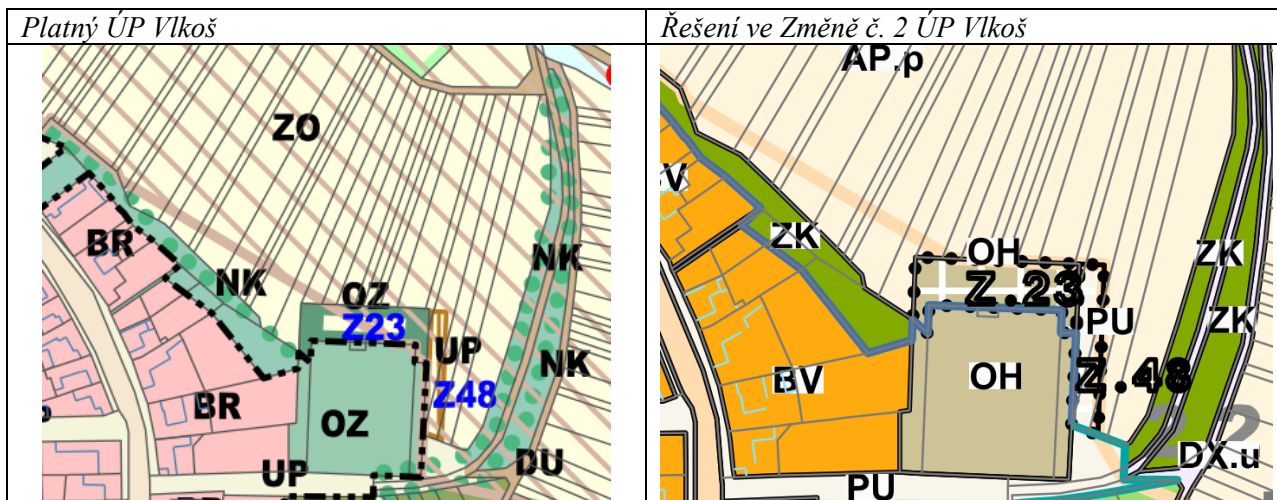 Platný ÚP Vlkoš
Řešení ve Změně č. 2 ÚP Vlkoš
ZO
BR
NK
NK
OZ
Z23
UP
NK
Z48
BR
OZ
DU
UP
AP.p
ZK
OH
ZK
Z.23
PU
ZK
BV
OH
Z.48
2
DX.u
PU